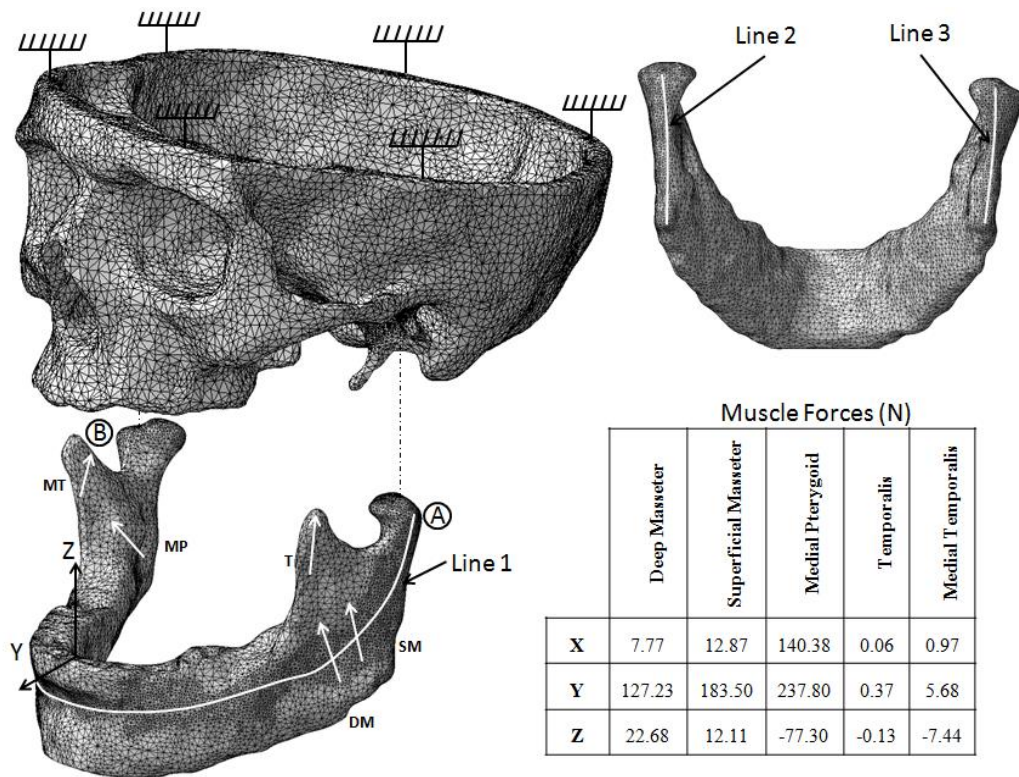 Line 2
Line 3
B
MT
MP
Z
Y
A
T
Line 1
SM
DM
Muscle Forces (N)
Deep Masseter
Superficial Masseter
Medial Pterygoid
Temporalis
Medial Temporalis
X 7.77 12.87 140.38 0.06 0.97
Y 127.23 183.50 237.80 0.37 5.68
Z 22.68 12.11 -77.30 -0.13 -7.44